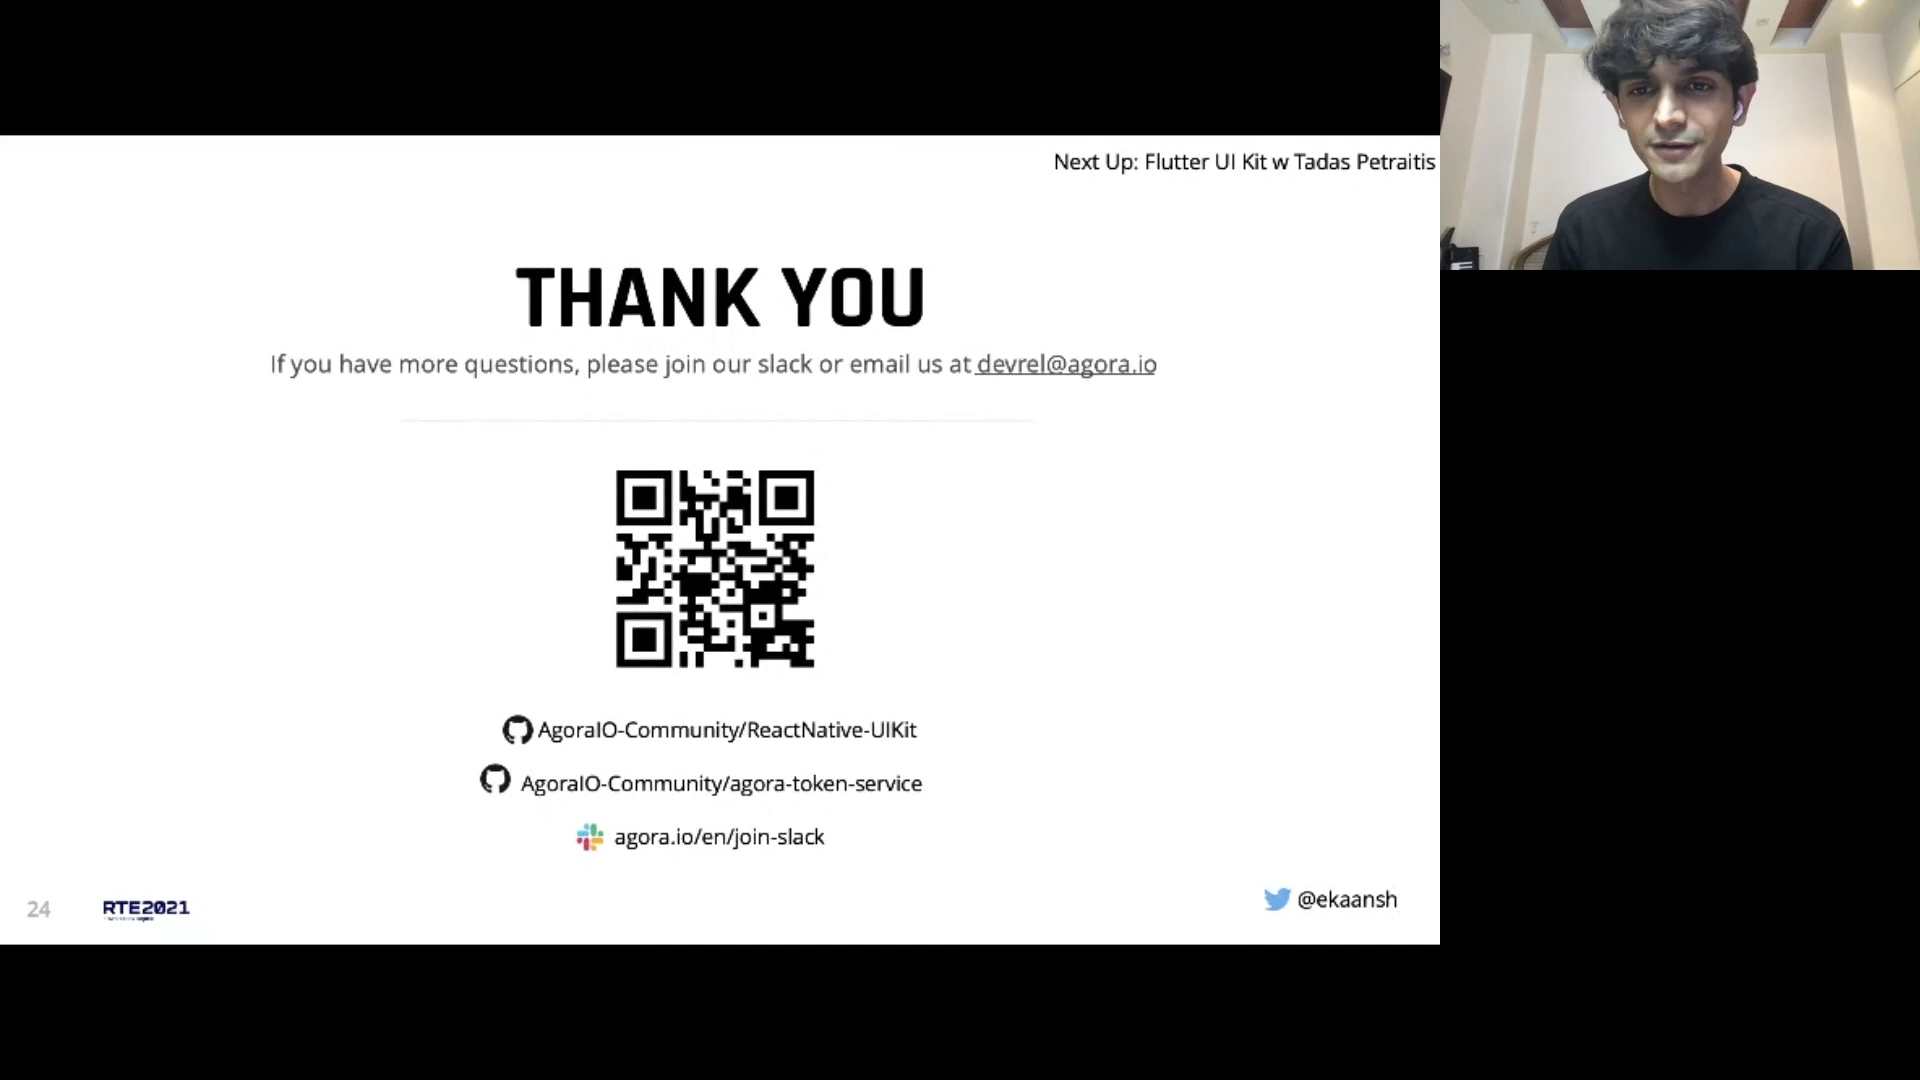 Next Up: Flutter UI Kit w Tadas Petraitis
THANK YOU
If you have more questions, please join our slack or email us at devrel@agora.io
AgoraIO-Community/ReactNative-UIKit
AgoraIO-Community/agora-token-service
agora.io/en/join-slack
24
RTE2021
@ekaansh